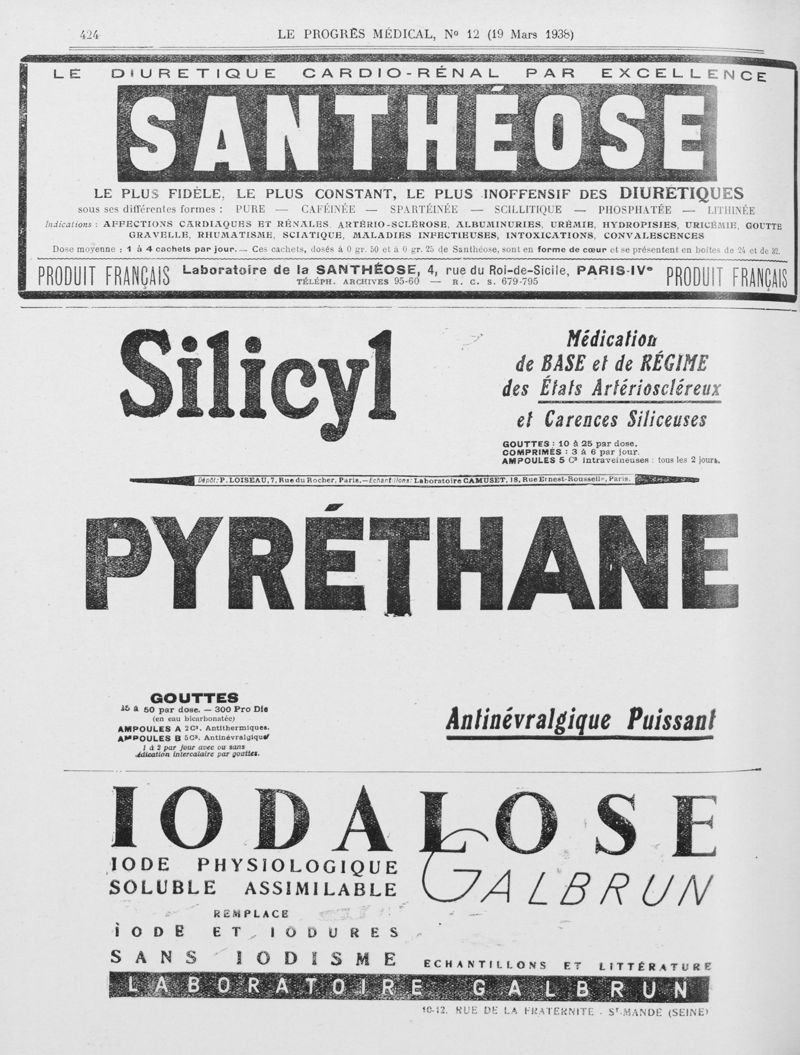 424
LE PROGRÈS MÉDICAL, No 12 (19 Mars 1938)
LE DIURETIQUE CARDIO-RÉNAL PAR EXCELLENCE
SANTHÉOSE
LE PLUS FIDÈLE, LE PLUS CONSTANT, LE PLUS INOFFENSIF DES DIURÉTIQUES
sous ses différentes formes : PURE — CAFÉINÉE — SPARTÉINÉE — SCILLITIQUE — PHOSPHATÉE — LITHINÉE
Indications : AFFECTIONS CARDIAQUES ET RÉNALES, ARTÉRIO-SCLÉROSE, ALBUMINURIES, URÉMIE, HYDROPISIES, URICÉMIE, GOUTTE
GRAVELLE, RHUMATISME, SCIATIQUE, MALADIES INFECTIEUSES, INTOXICATIONS, CONVALESCENCES
Dose moyenne : 1 à 4 cachets par jour. — Ces cachets, dosés à 0 gr. 50 et à 0 gr. 25 de Santhéose, sont en forme de cœur et se présentent en boîtes de 24 et de 32.
PRODUIT FRANÇAIS
Laboratoire de la SANTHÉOSE, 4, rue du Roi-de-Sicile, PARIS-IVe
TÉLÉPH. ARCHIVES 95-60 — R. C. S. 679-795
PRODUIT FRANÇAIS
Silicyl
Médication
de BASE et de RÉGIME
des États Artérioscléreux
et Carences Siliceuses
GOUTTES : 10 à 25 par dose.
COMPRIMÉS : 3 à 6 par jour.
AMPOULES 5 Cs intraveineuses : tous les 2 jours.
Dépôt: P. LOISEAU, 7, Rue du Rocher, Paris. — Echantillons: Laboratoire CAMUSET, 18, Rue Ernest-Rousselle, Paris.
PYRÉTHANE
GOUTTES
25 à 50 par dose. — 300 Pro Die
(en eau bicarbonatée)
AMPOULES A 2Cs. Antithermiques.
AMPOULES B 5Cs. Antinévralgiques
1 à 2 par jour avec ou sans
médication intercalaire par gouttes.
Antinévralgique Puissant
IODALOSE
GALBRUN
IODE PHYSIOLOGIQUE
SOLUBLE ASSIMILABLE
REMPLACE
IODE ET IODURES
SANS IODISME
ECHANTILLONS ET LITTÉRATURE
LABORATOIRE GALBRUN
10-12. RUE DE LA FRATERNITE . ST-MANDÉ (SEINE)